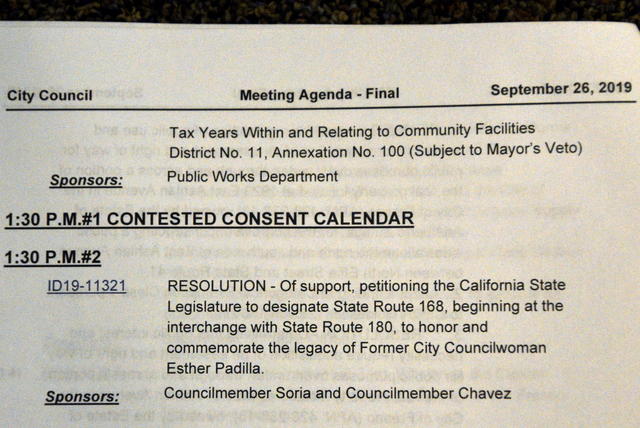 City Council Meeting Agenda - Final September 26, 2019
Tax Years Within and Relating to Community Facilities
District No. 11, Annexation No. 100 (Subject to Mayor's Veto)
Sponsors: Public Works Department
1:30 P.M.#1 CONTESTED CONSENT CALENDAR
1:30 P.M.#2
ID19-11321 RESOLUTION - Of support, petitioning the California State
Legislature to designate State Route 168, beginning at the
interchange with State Route 180, to honor and
commemorate the legacy of Former City Councilwoman
Esther Padilla.
Sponsors: Councilmember Soria and Councilmember Chavez